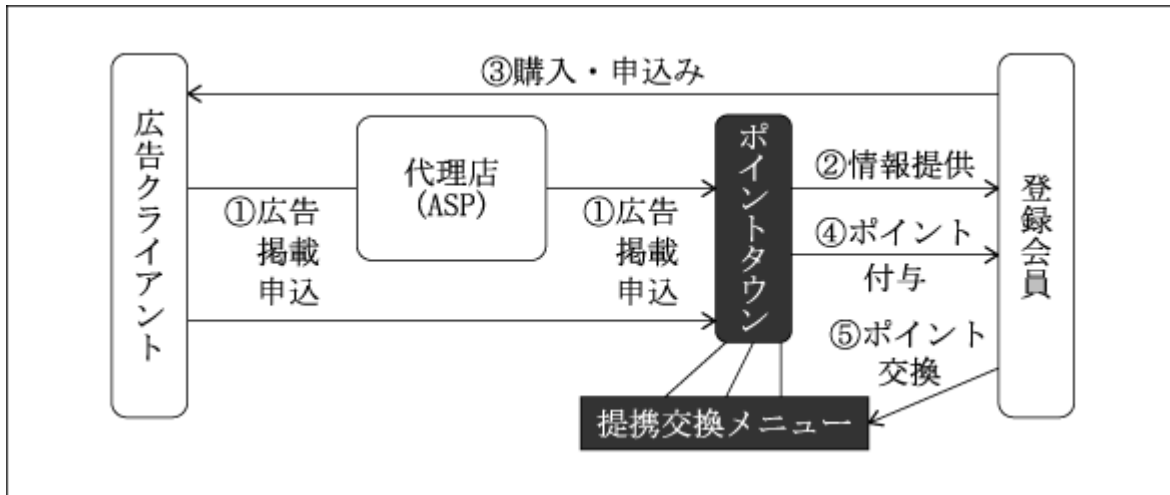 ③購入・申込み
広告クライアント
代理店
(ASP)
①広告
掲載
申込
①広告
掲載
申込
ポイントタウン
②情報提供
④ポイント
付与
⑤ポイント
交換
登録会員
提携交換メニュー